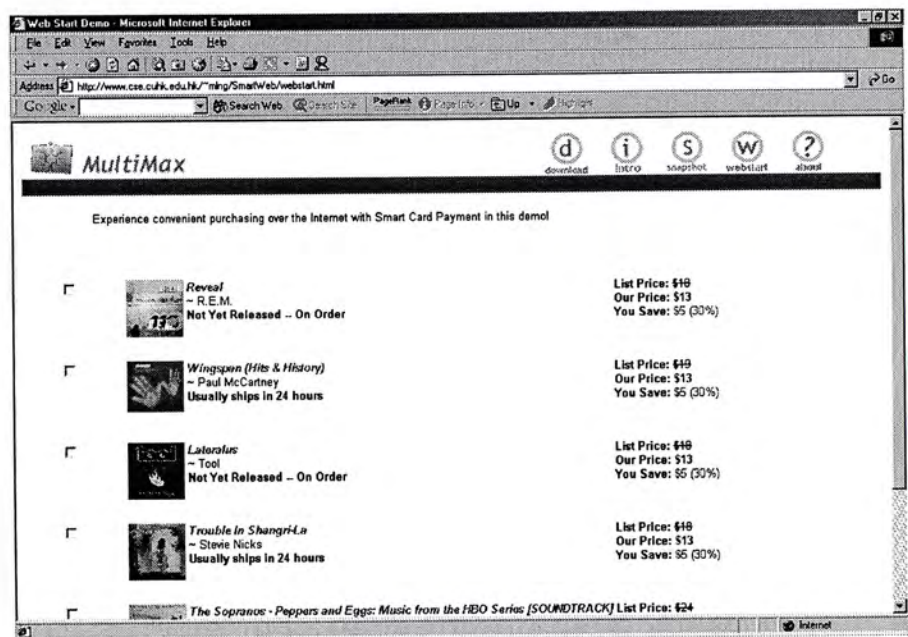 Web Start Demo - Microsoft Internet Explorer
File Edit View Favorites Tools Help
Address http://www.cse.cuhk.edu.hk/~ming/SmartWeb/webstart.html Go
Google Search Web Search Site PageRank Page Info Up Highlight
d i S w ?
MultiMax download intro snapshot webstart about
Experience convenient purchasing over the Internet with Smart Card Payment in this demo!
Reveal List Price: $18
~ R.E.M. Our Price: $13
Not Yet Released -- On Order You Save: $5 (30%)
Wingspan (Hits & History) List Price: $18
~ Paul McCartney Our Price: $13
Usually ships in 24 hours You Save: $5 (30%)
Lateralus List Price: $18
~ Tool Our Price: $13
Not Yet Released -- On Order You Save: $5 (30%)
Trouble In Shangri-La List Price: $18
~ Stevie Nicks Our Price: $13
Usually ships in 24 hours You Save: $5 (30%)
The Sopranos - Peppers and Eggs: Music from the HBO Series [SOUNDTRACK] List Price: $24
Internet